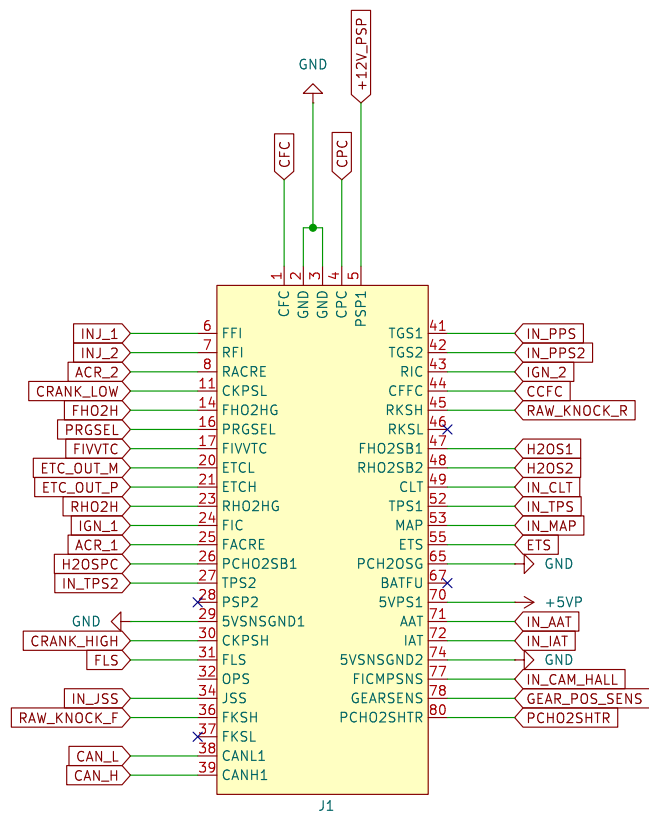 +12V_PSP
GND
CFC
CPC
1 2 3 4 5
CFC GND GND CPC PSP1
INJ_1 6 FFI TGS1 41 IN_PPS
INJ_2 7 RFI TGS2 42 IN_PPS2
ACR_2 8 RACRE RIC 43 IGN_2
CRANK_LOW 11 CKPSL CFFC 44 CCFC
FHO2H 14 FHO2HG RKSH 45 RAW_KNOCK_R
PRGSEL 16 PRGSEL RKSL 46
FIVVTC 17 FIVVTC FHO2SB1 47 H2OS1
ETC_OUT_M 20 ETCL RHO2SB2 48 H2OS2
ETC_OUT_P 21 ETCH CLT 49 IN_CLT
RHO2H 23 RHO2HG TPS1 52 IN_TPS
IGN_1 24 FIC MAP 53 IN_MAP
ACR_1 25 FACRE ETS 55 ETS
H2OSPC 26 PCHO2SB1 PCH2OSG 65 GND
IN_TPS2 27 TPS2 BATFU 67
28 PSP2 5VPS1 70 +5VP
GND 29 5VSNSGND1 AAT 71 IN_AAT
CRANK_HIGH 30 CKPSH IAT 72 IN_IAT
FLS 31 FLS 5VSNSGND2 74 GND
32 OPS FICMPSNS 77 IN_CAM_HALL
IN_JSS 34 JSS GEARSENS 78 GEAR_POS_SENS
RAW_KNOCK_F 36 FKSH PCHO2SHTR 80 PCHO2SHTR
37 FKSL
CAN_L 38 CANL1
CAN_H 39 CANH1
J1